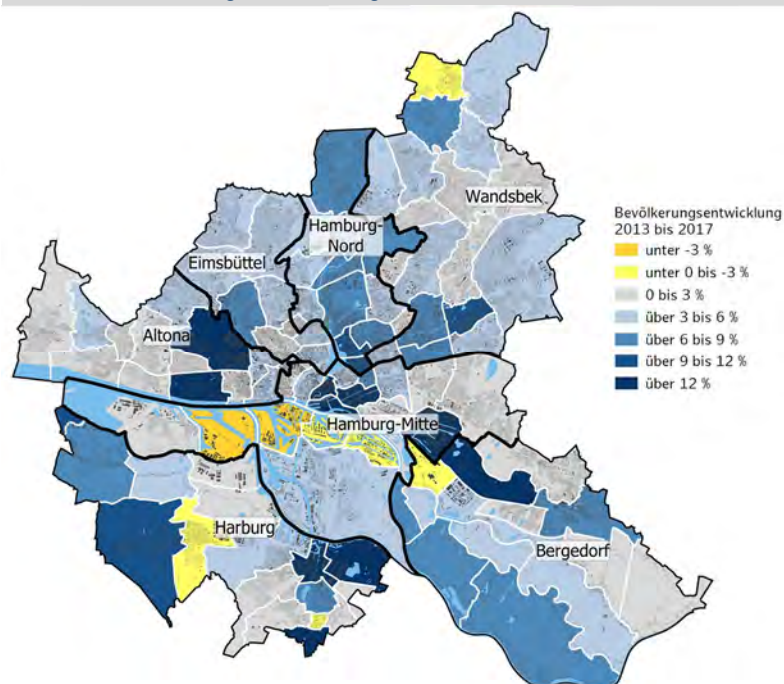 Wandsbek
Hamburg-
Nord
Eimsbüttel
Altona
Hamburg-Mitte
Harburg
Bergedorf
Bevölkerungsentwicklung
2013 bis 2017
unter -3 %
unter 0 bis -3 %
0 bis 3 %
über 3 bis 6 %
über 6 bis 9 %
über 9 bis 12 %
über 12 %